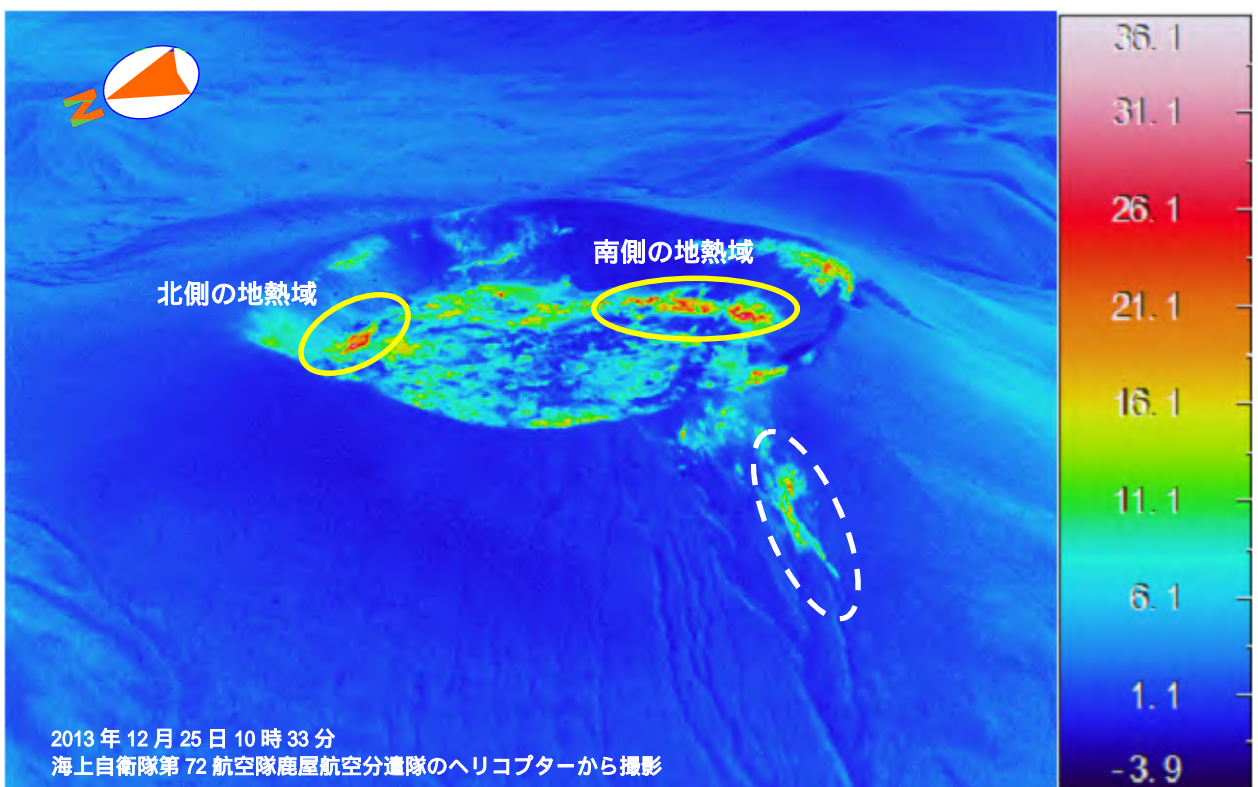 N
南側の地熱域
北側の地熱域
2013 年 12 月 25 日 10 時 33 分
海上自衛隊第 72 航空隊鹿屋航空分遣隊のヘリコプターから撮影
36.1
31.1
26.1
21.1
16.1
11.1
6.1
1.1
-3.9